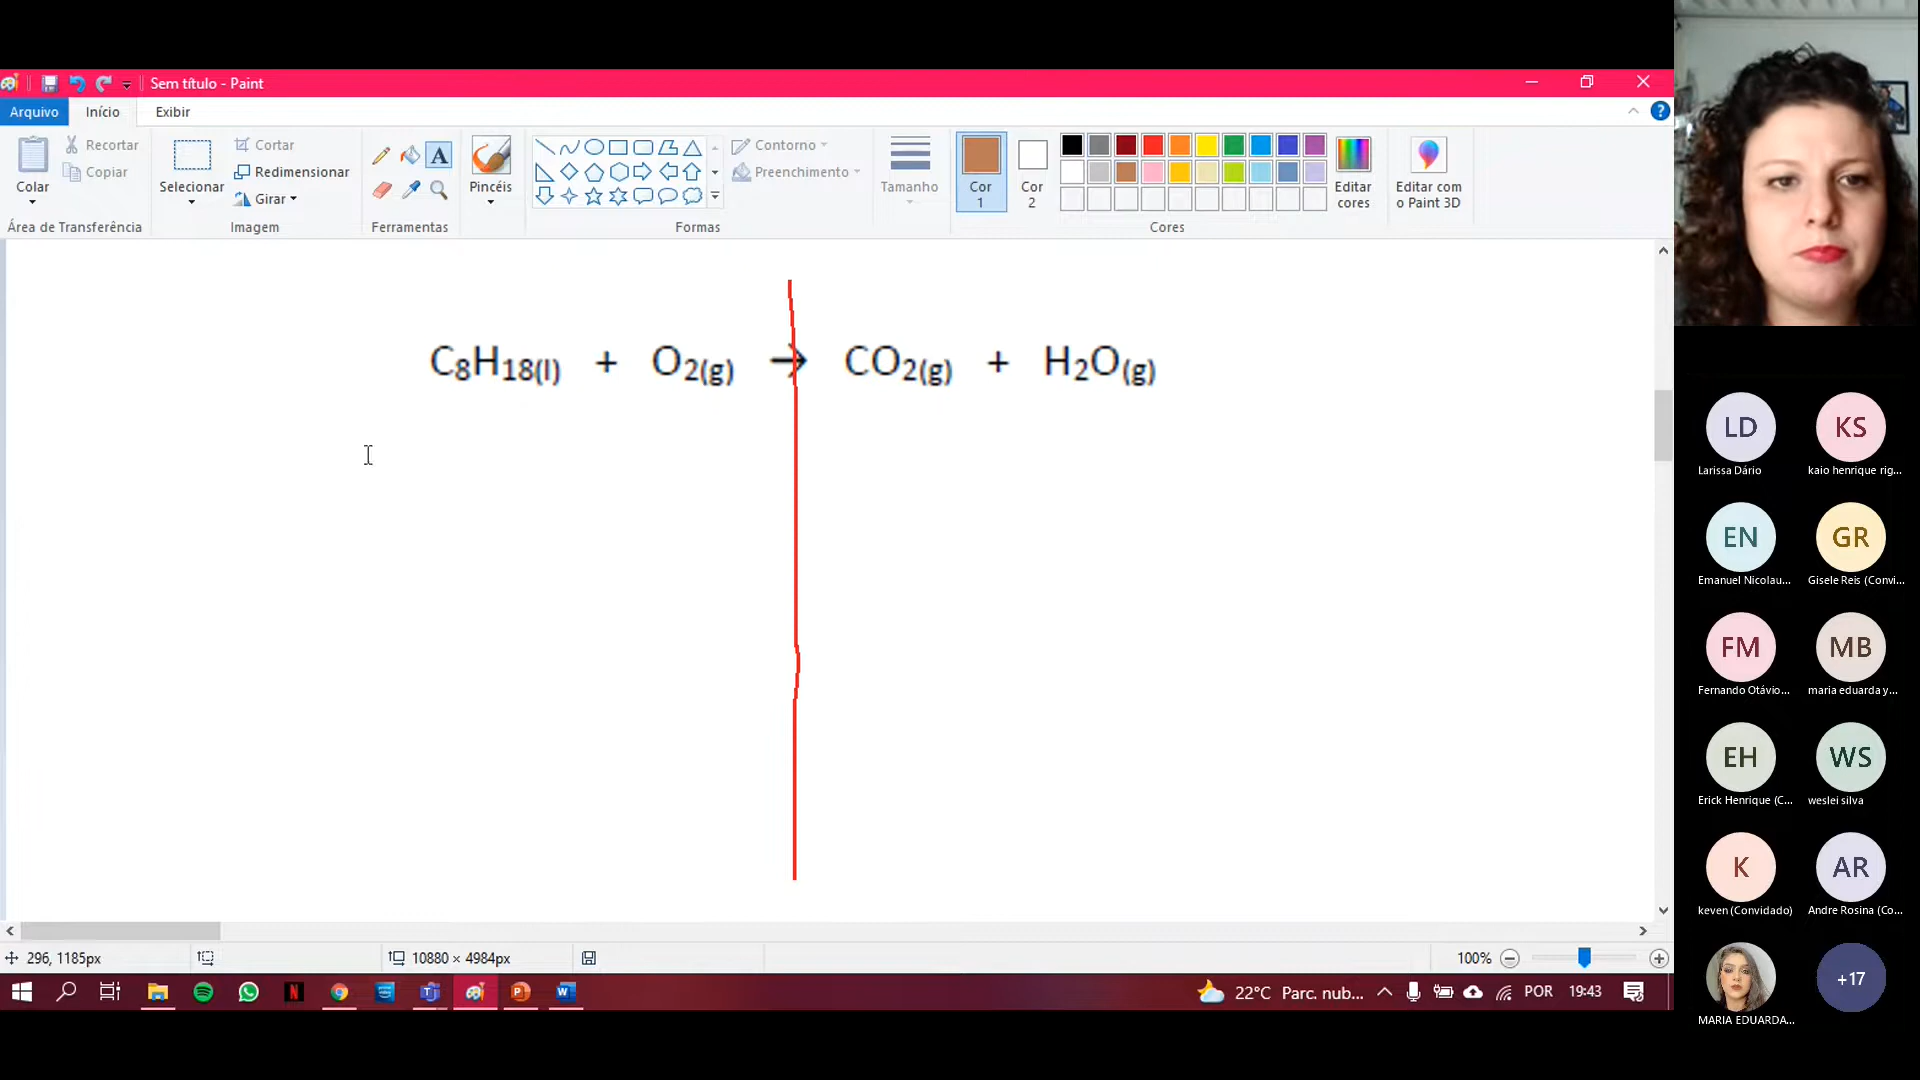 Sem título - Paint
Arquivo Início Exibir
Colar
Recortar
Copiar
Área de Transferência
Selecionar
Cortar
Redimensionar
Girar
Imagem
A
Ferramentas
Pincéis
Formas
Contorno
Preenchimento
Tamanho
Cor 1
Cor 2
Editar cores
Editar com o Paint 3D
Cores
C₈H₁₈(l) + O₂(g) → CO₂(g) + H₂O(g)
296, 1185px
10880 × 4984px
100%
22°C Parc. nub...
POR
19:43
LD
Larissa Dário
KS
kaio henrique rig...
EN
Emanuel Nicolau...
GR
Gisele Reis (Convi...
FM
Fernando Otávio...
MB
maria eduarda y...
EH
Erick Henrique (C...
WS
weslei silva
K
keven (Convidado)
AR
Andre Rosina (Co...
MARIA EDUARDA...
+17